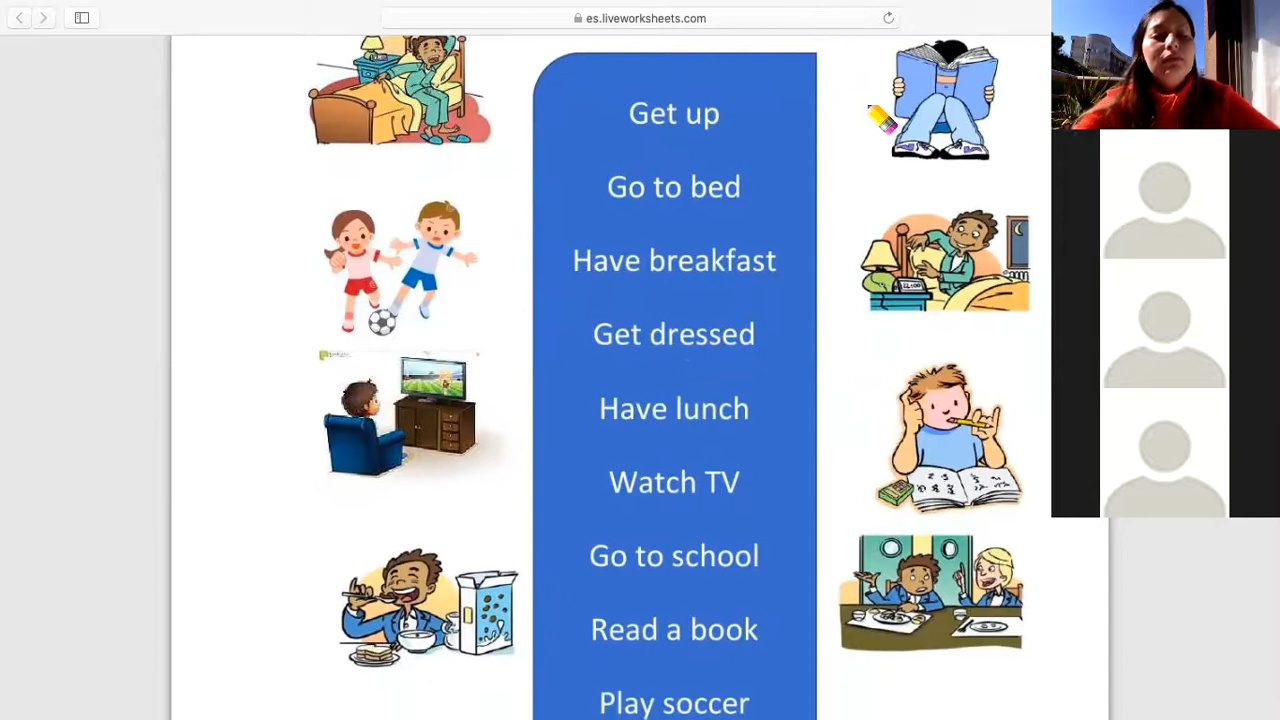 es.liveworksheets.com
Get up
Go to bed
Have breakfast
Get dressed
Have lunch
Watch TV
Go to school
Read a book
Play soccer